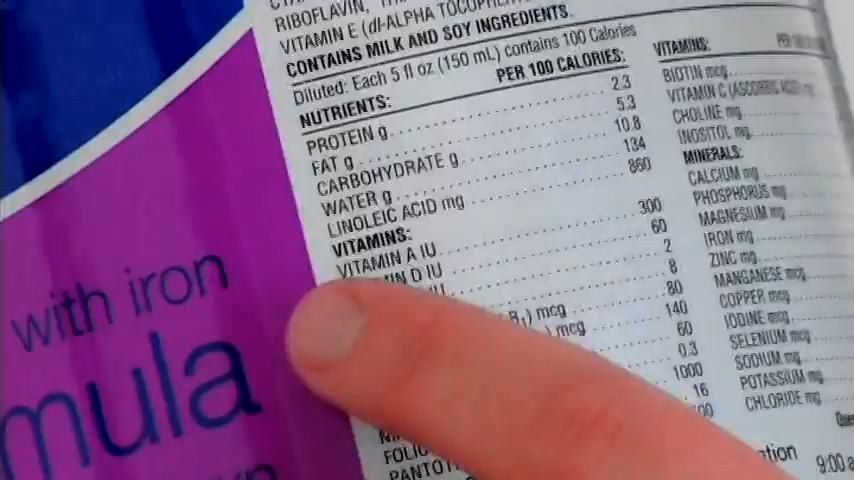 RIBOFLAVIN,
VITAMIN E (dl-ALPHA
CONTAINS MILK AND SOY INGREDIENTS.
Diluted: Each 5 fl oz (150 mL) contains 100 Calories
NUTRIENTS: PER 100 CALORIES:
PROTEIN g 2.3
FAT g 5.3
CARBOHYDRATE g 10.8
WATER g 134
LINOLEIC ACID mg 860
VITAMINS:
VITAMIN A IU 300
D IU 60
2
8
mcg 80
mcg 140
60
0.3
1000
16
VITAMINS:
BIOTIN mcg
VITAMIN C (ASCORBIC ACID) mg
CHOLINE mg
INOSITOL mg
MINERALS:
CALCIUM mg
PHOSPHORUS mg
MAGNESIUM mg
IRON mg
ZINC mg
MANGANESE mcg
COPPER mcg
IODINE mcg
SELENIUM mcg
SODIUM mg
POTASSIUM mg
CHLORIDE mg
9:00
with iron
mula